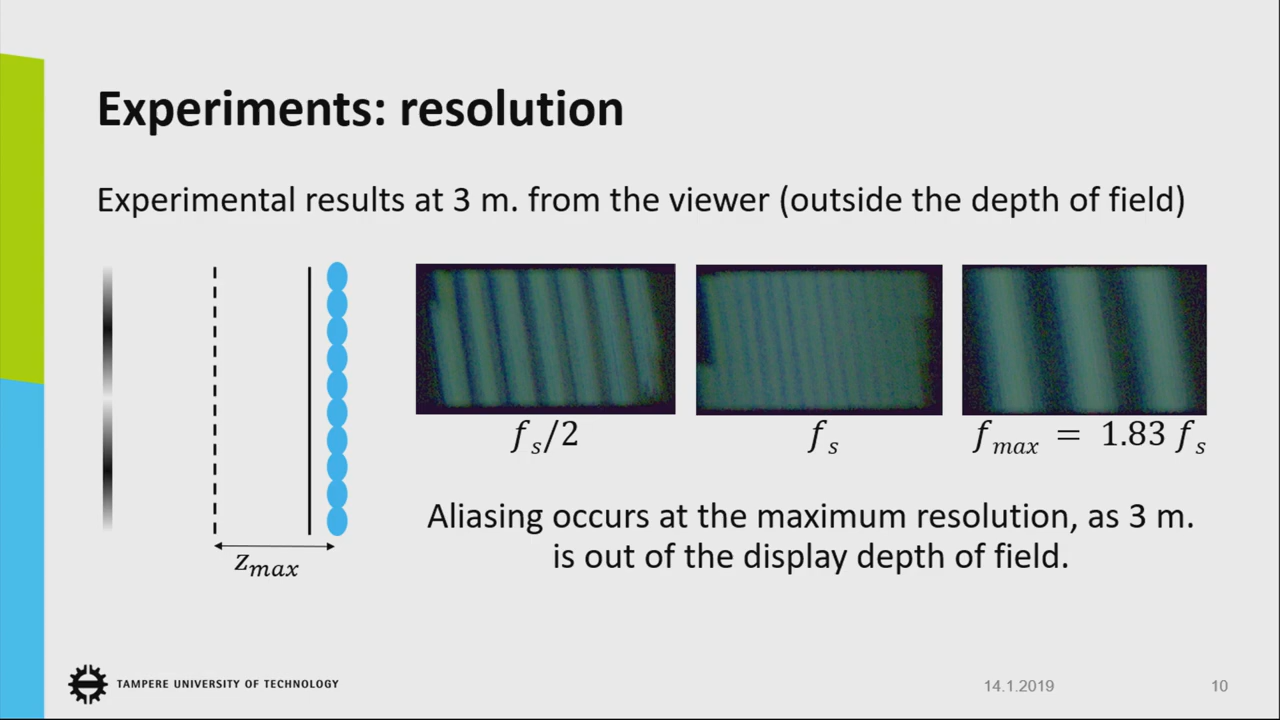 Experiments: resolution
Experimental results at 3 m. from the viewer (outside the depth of field)
f_s/2
f_s
f_max = 1.83 f_s
z_max
Aliasing occurs at the maximum resolution, as 3 m.
is out of the display depth of field.
TAMPERE UNIVERSITY OF TECHNOLOGY
14.1.2019
10